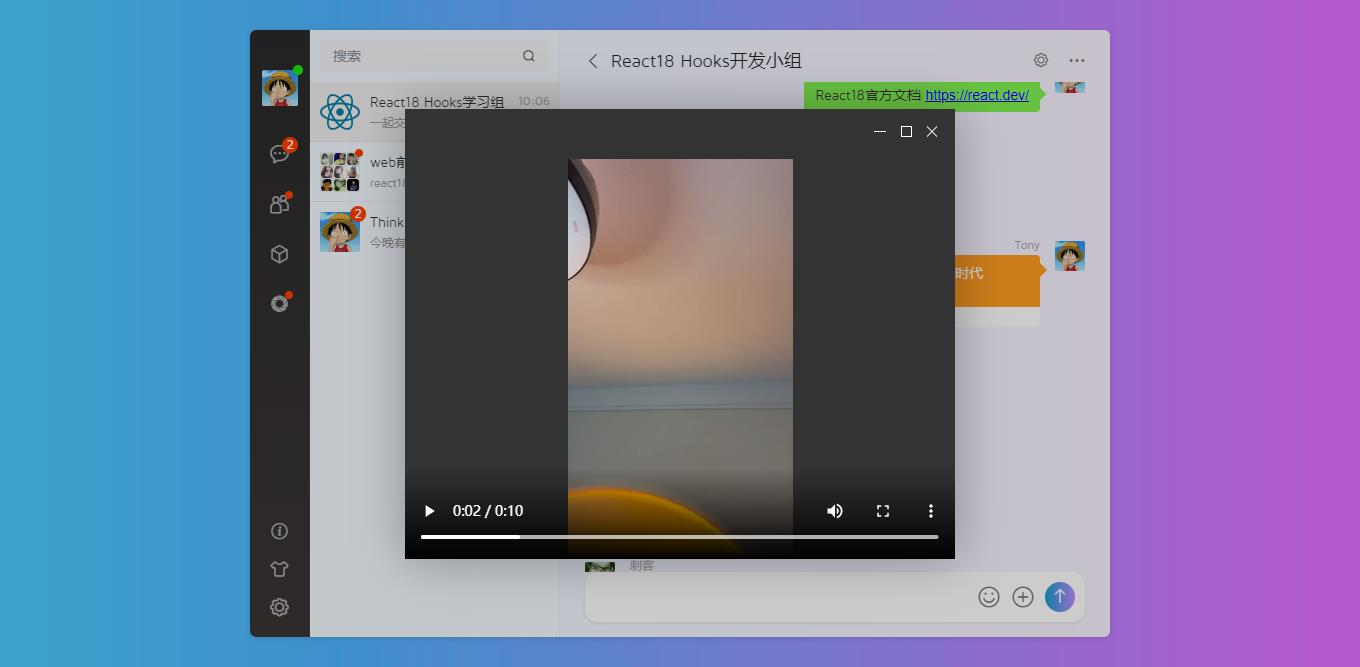 搜索
React18 Hooks开发小组
React18 Hooks学习组 10:06
一起交
React18官方文档 https://react.dev/
2
web前
react18
2
Think
今晚有
Tony
时代
0:02 / 0:10
刺客